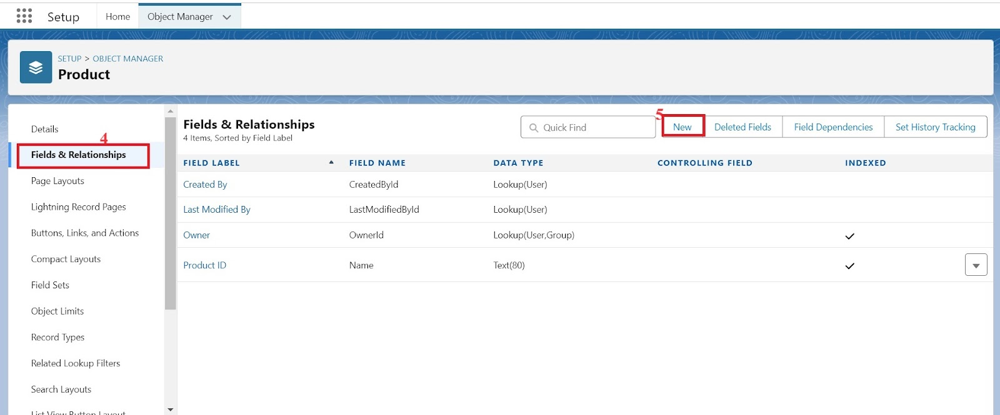 Setup Home Object Manager
SETUP > OBJECT MANAGER
Product
Details
4
Fields & Relationships
Page Layouts
Lightning Record Pages
Buttons, Links, and Actions
Compact Layouts
Field Sets
Object Limits
Record Types
Related Lookup Filters
Search Layouts
List View Button Layout
Fields & Relationships
4 Items, Sorted by Field Label
Quick Find
5
New Deleted Fields Field Dependencies Set History Tracking
FIELD LABEL FIELD NAME DATA TYPE CONTROLLING FIELD INDEXED
Created By CreatedById Lookup(User)
Last Modified By LastModifiedById Lookup(User)
Owner OwnerId Lookup(User,Group)
Product ID Name Text(80)